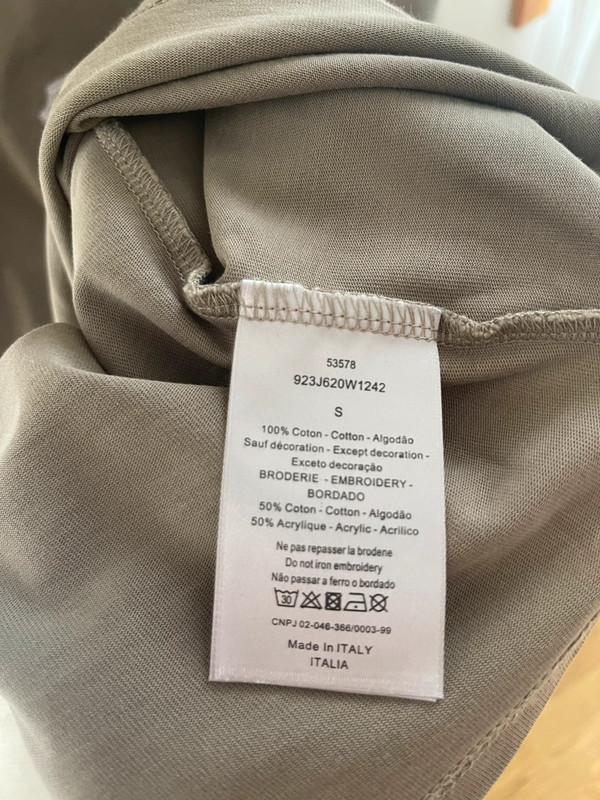 53578
923J620W1242
S
100% Coton - Cotton - Algodão
Sauf décoration - Except decoration -
Exceto decoração
BRODERIE - EMBROIDERY -
BORDADO
50% Coton - Cotton - Algodão
50% Acrylique - Acrylic - Acrilico
Ne pas repasser la brodene
Do not iron embroidery
Não passar a ferro o bordado
30
CNPJ 02-046-366/0003-99
Made In ITALY
ITALIA